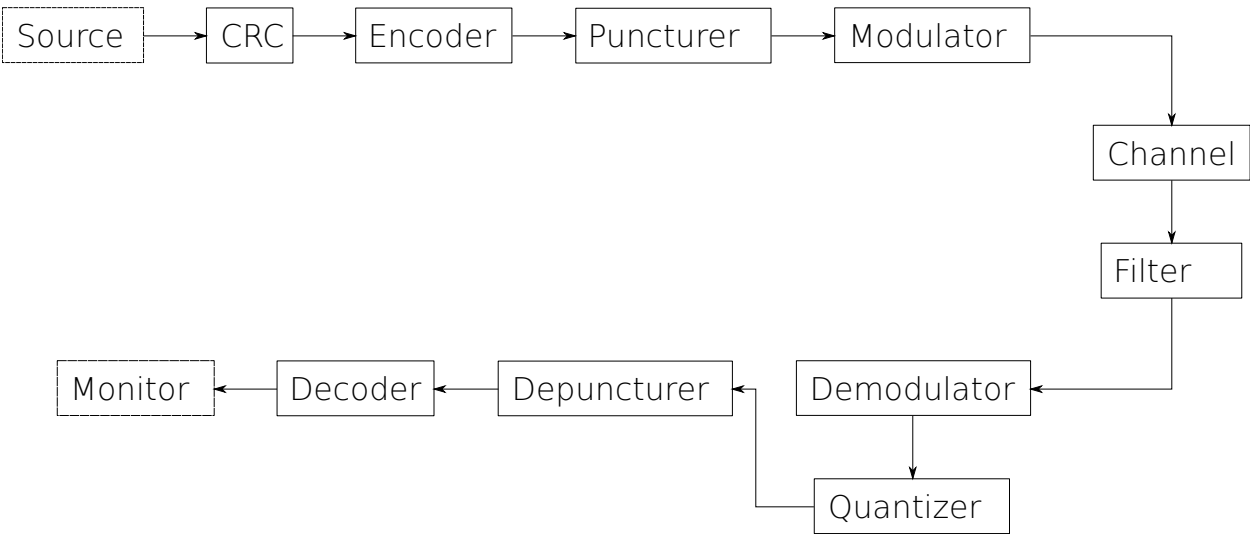 Source
CRC
Encoder
Puncturer
Modulator
Channel
Filter
Demodulator
Quantizer
Depuncturer
Decoder
Monitor